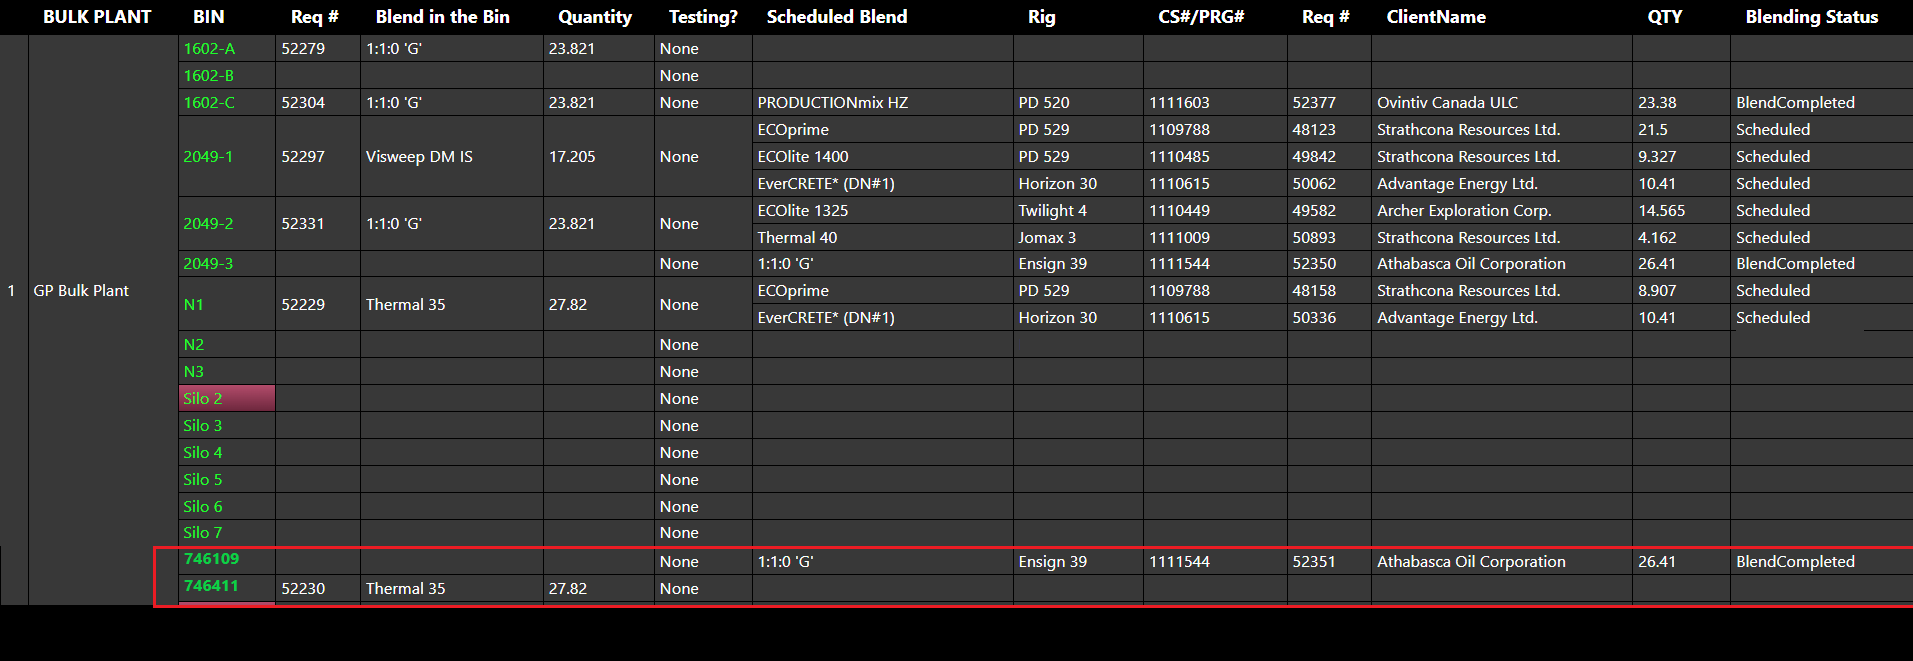 BULK PLANT BIN Req # Blend in the Bin Quantity Testing? Scheduled Blend Rig CS#/PRG# Req # ClientName QTY Blending Status
1602-A 52279 1:1:0 'G' 23.821 None
1602-B None
1602-C 52304 1:1:0 'G' 23.821 None PRODUCTIONmix HZ PD 520 1111603 52377 Ovintiv Canada ULC 23.38 BlendCompleted
ECOprime PD 529 1109788 48123 Strathcona Resources Ltd. 21.5 Scheduled
2049-1 52297 Visweep DM IS 17.205 None ECOlite 1400 PD 529 1110485 49842 Strathcona Resources Ltd. 9.327 Scheduled
EverCRETE* (DN#1) Horizon 30 1110615 50062 Advantage Energy Ltd. 10.41 Scheduled
ECOlite 1325 Twilight 4 1110449 49582 Archer Exploration Corp. 14.565 Scheduled
2049-2 52331 1:1:0 'G' 23.821 None
Thermal 40 Jomax 3 1111009 50893 Strathcona Resources Ltd. 4.162 Scheduled
2049-3 None 1:1:0 'G' Ensign 39 1111544 52350 Athabasca Oil Corporation 26.41 BlendCompleted
1 GP Bulk Plant ECOprime PD 529 1109788 48158 Strathcona Resources Ltd. 8.907 Scheduled
N1 52229 Thermal 35 27.82 None
EverCRETE* (DN#1) Horizon 30 1110615 50336 Advantage Energy Ltd. 10.41 Scheduled
N2 None
N3 None
Silo 2 None
Silo 3 None
Silo 4 None
Silo 5 None
Silo 6 None
Silo 7 None
746109 None 1:1:0 'G' Ensign 39 1111544 52351 Athabasca Oil Corporation 26.41 BlendCompleted
746411 52230 Thermal 35 27.82 None